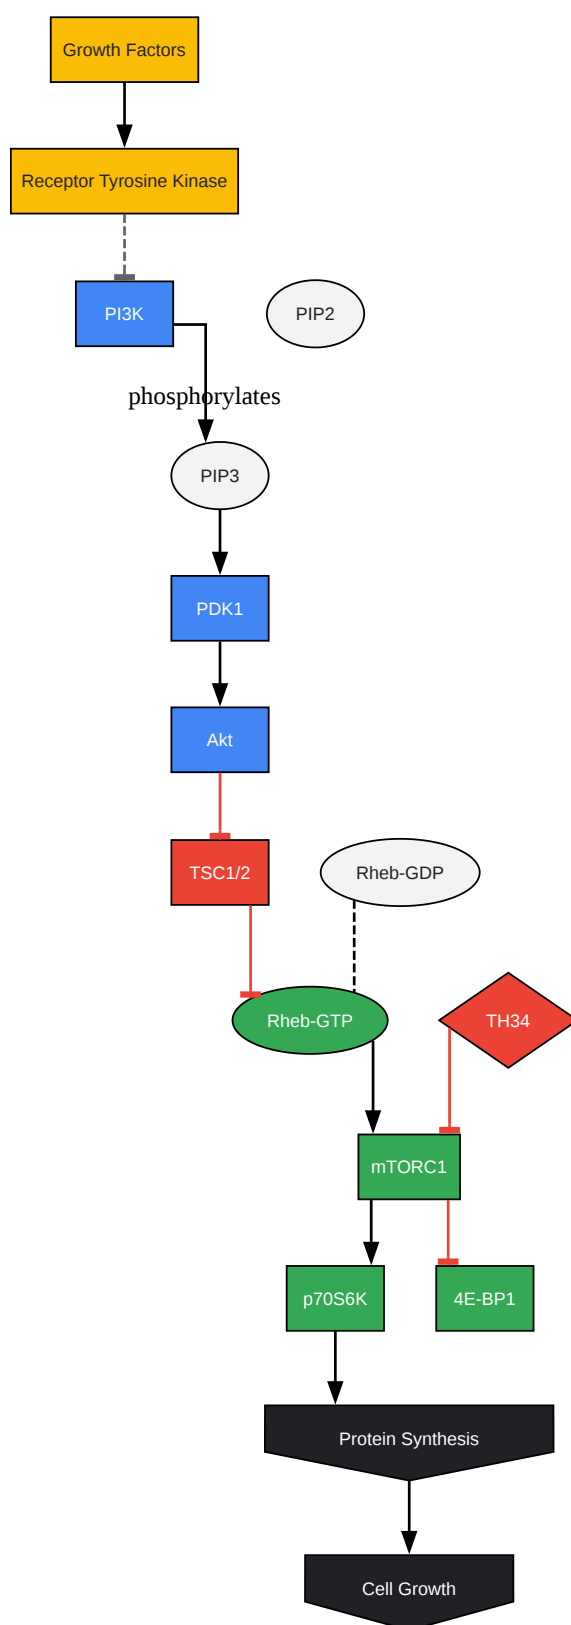 Growth Factors
Receptor Tyrosine Kinase
PI3K
PIP2
phosphorylates
PIP3
PDK1
Akt
TSC1/2
Rheb-GDP
Rheb-GTP
TH34
mTORC1
p70S6K
4E-BP1
Protein Synthesis
Cell Growth